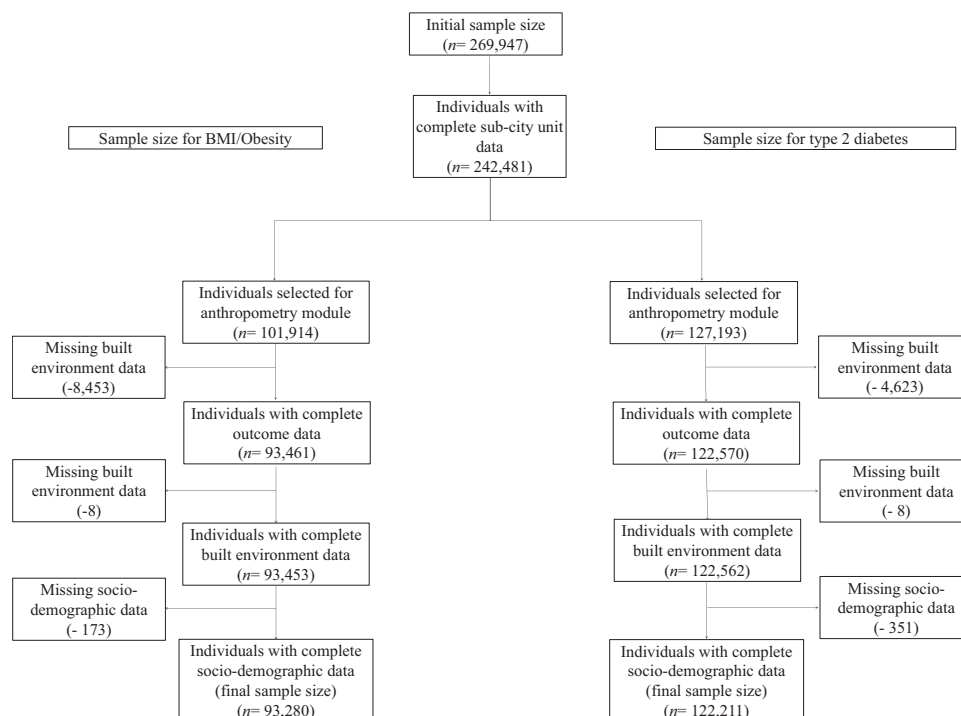 Initial sample size
(n= 269,947)
Individuals with
complete sub-city unit
data
(n= 242,481)
Sample size for BMI/Obesity
Sample size for type 2 diabetes
Individuals selected for
anthropometry module
(n= 101,914)
Individuals selected for
anthropometry module
(n= 127,193)
Missing built
environment data
(-8,453)
Missing built
environment data
(- 4,623)
Individuals with complete
outcome data
(n= 93,461)
Individuals with complete
outcome data
(n= 122,570)
Missing built
environment data
(-8)
Missing built
environment data
(- 8)
Individuals with complete
built environment data
(n= 93,453)
Individuals with complete
built environment data
(n= 122,562)
Missing socio-
demographic data
(- 173)
Missing socio-
demographic data
(- 351)
Individuals with complete
socio-demographic data
(final sample size)
(n= 93,280)
Individuals with complete
socio-demographic data
(final sample size)
(n= 122,211)